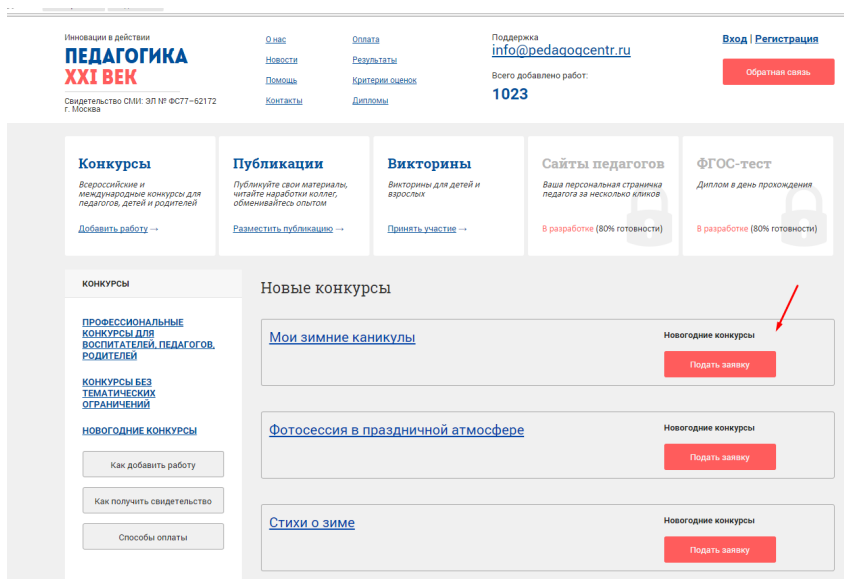 Инновации в действии
ПЕДАГОГИКА
XXI ВЕК
Свидетельство СМИ: ЭЛ № ФС77–62172
г. Москва
О нас
Новости
Помощь
Контакты
Оплата
Результаты
Критерии оценок
Дипломы
Поддержка
info@pedagogcentr.ru
Всего добавлено работ:
1023
Вход | Регистрация
Обратная связь
Конкурсы
Всероссийские и
международные конкурсы для
педагогов, детей и родителей
Добавить работу →
Публикации
Публикуйте свои материалы,
читайте наработки коллег,
обменивайтесь опытом
Разместить публикацию →
Викторины
Викторины для детей и
взрослых
Принять участие →
Сайты педагогов
Ваша персональная страничка
педагога за несколько кликов
В разработке (80% готовности)
ФГОС-тест
Диплом в день прохождения
В разработке (80% готовности)
КОНКУРСЫ
ПРОФЕССИОНАЛЬНЫЕ
КОНКУРСЫ ДЛЯ
ВОСПИТАТЕЛЕЙ, ПЕДАГОГОВ,
РОДИТЕЛЕЙ
КОНКУРСЫ БЕЗ
ТЕМАТИЧЕСКИХ
ОГРАНИЧЕНИЙ
НОВОГОДНИЕ КОНКУРСЫ
Как добавить работу
Как получить свидетельство
Способы оплаты
Новые конкурсы
Мои зимние каникулы
Новогодние конкурсы
Подать заявку
Фотосессия в праздничной атмосфере
Новогодние конкурсы
Подать заявку
Стихи о зиме
Новогодние конкурсы
Подать заявку